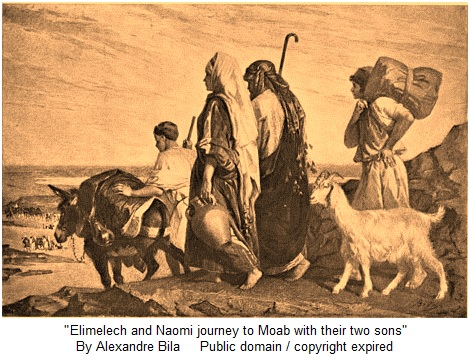 "Elimelech and Naomi journey to Moab with their two sons"
By Alexandre Bila Public domain / copyright expired